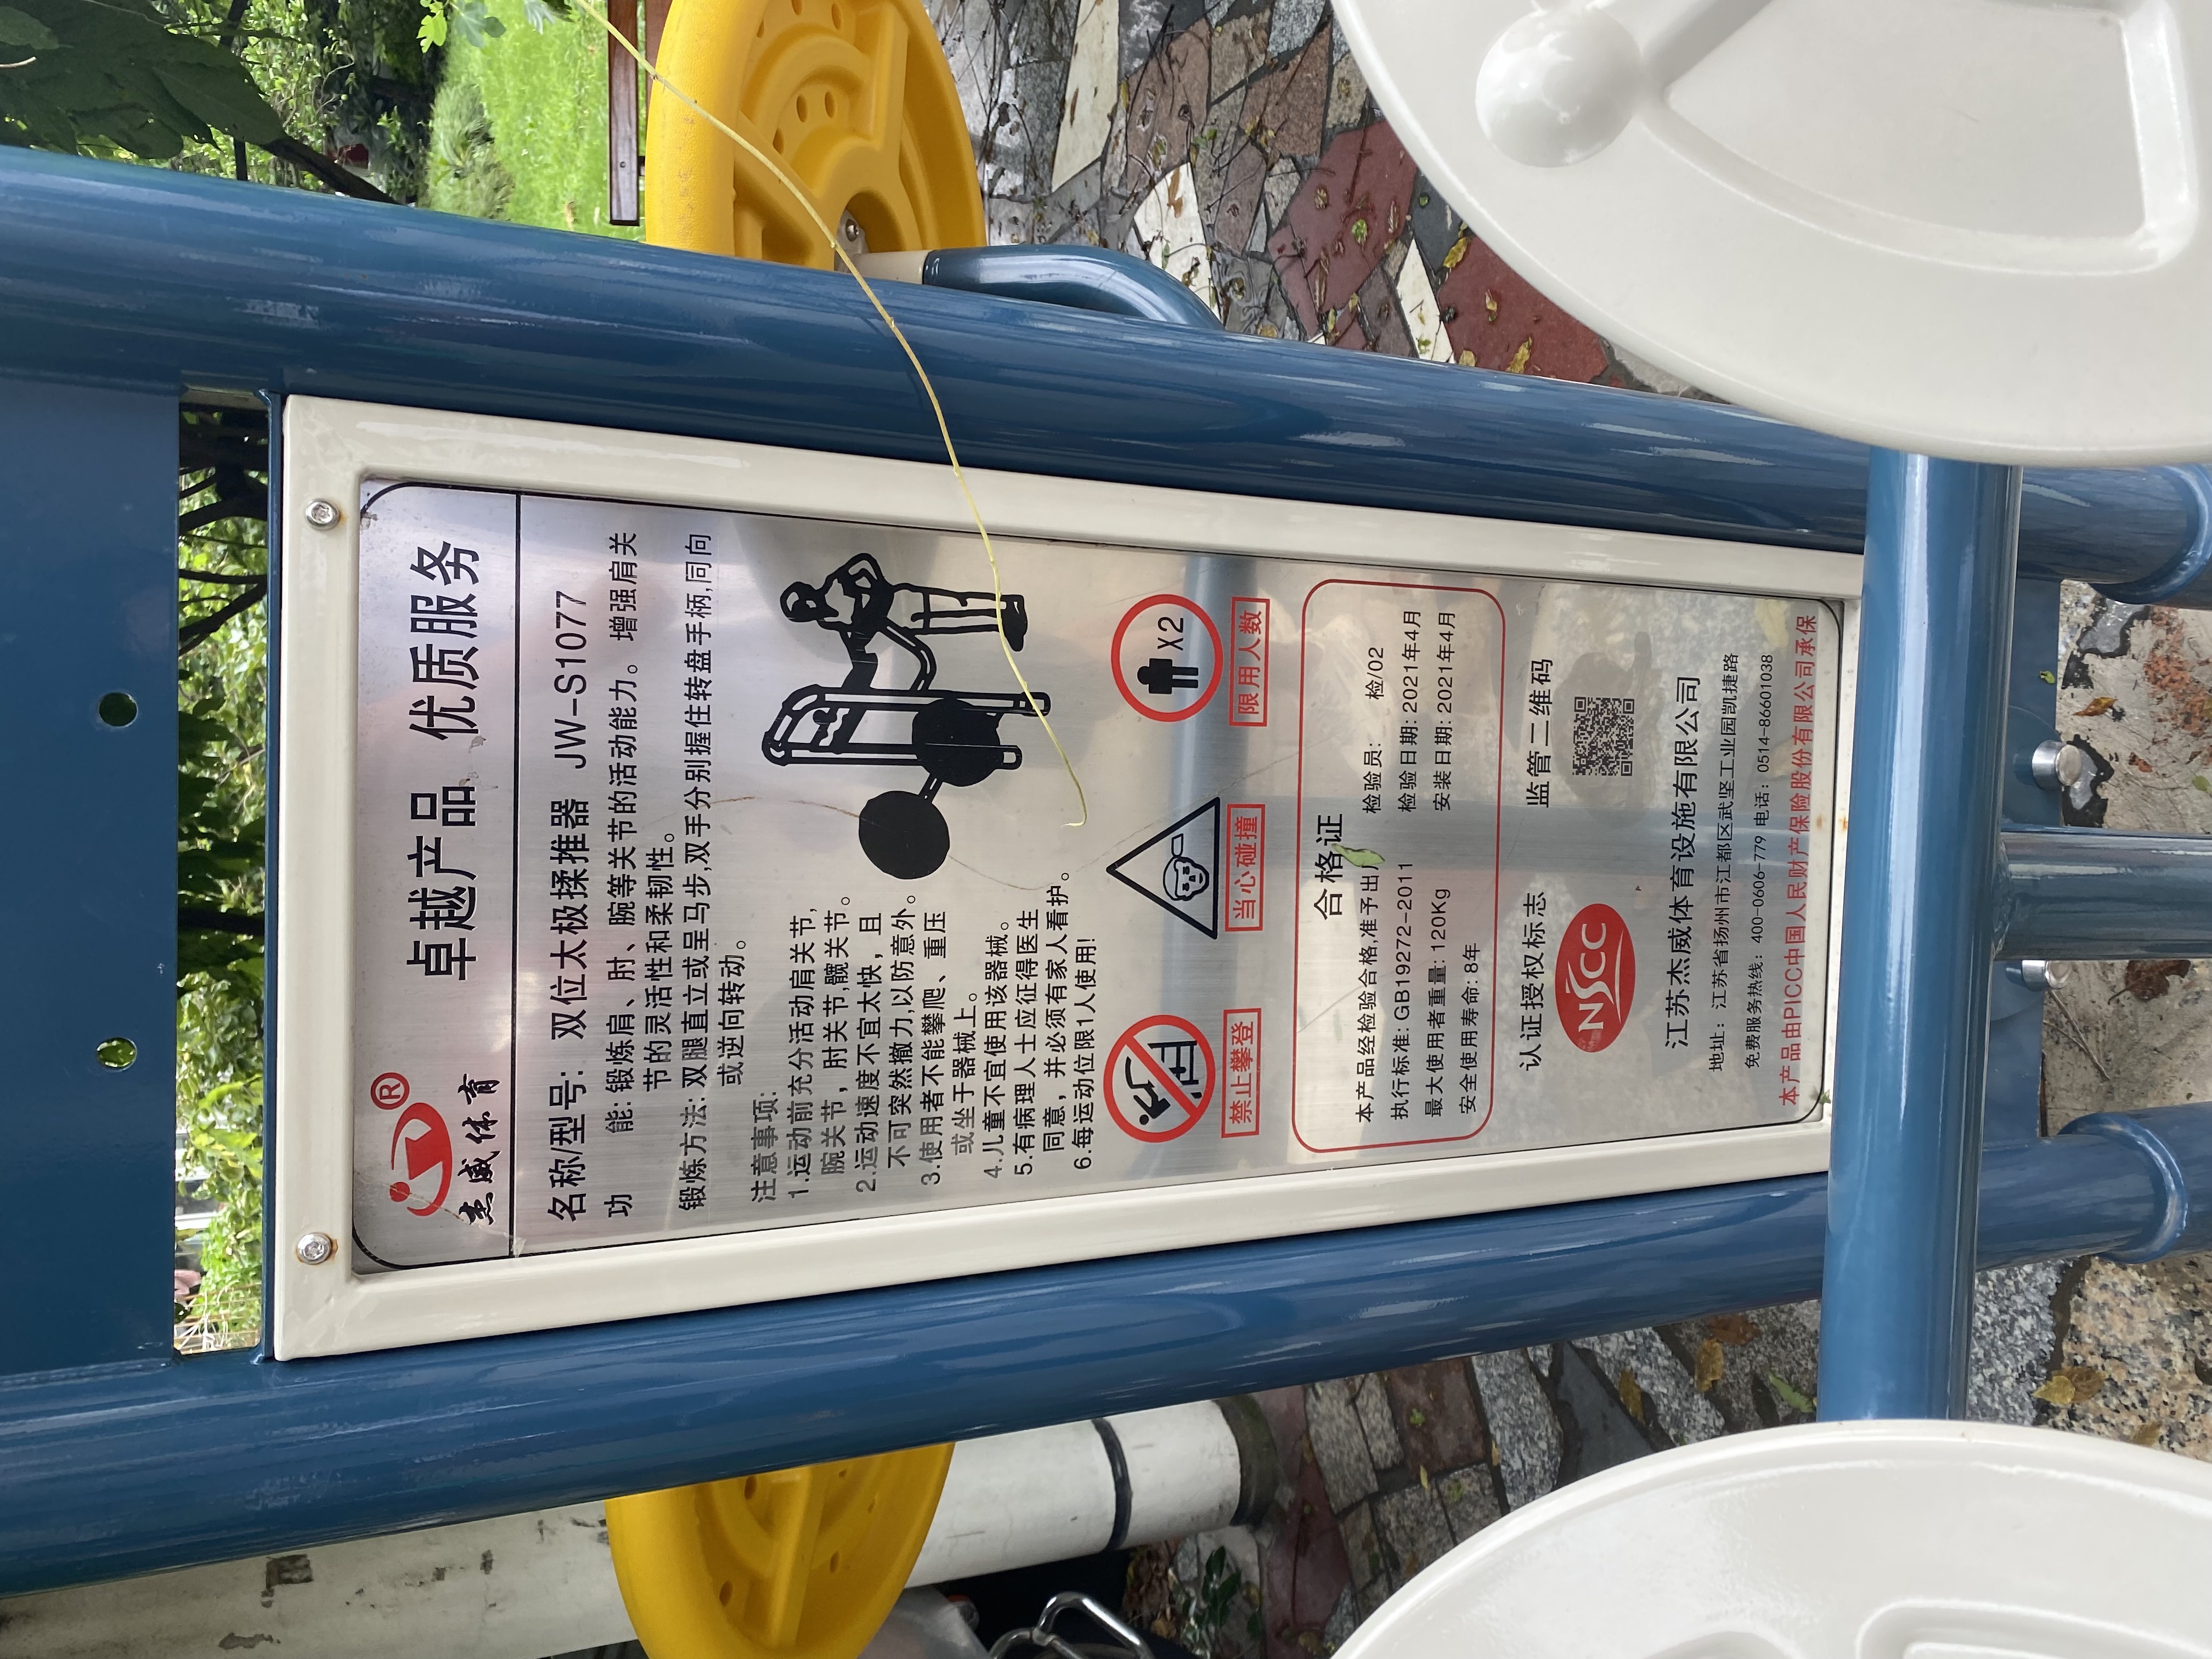 杰威体育 ®
卓越产品 优质服务
名称/型号: 双位太极揉推器 JW-S1077
功 能: 锻炼肩、肘、腕等关节的活动能力。增强肩关
节的灵活性和柔韧性。
锻炼方法: 双腿直立或呈马步,双手分别握住转盘手柄,同向
或逆向转动。
注意事项:
1.运动前充分活动肩关节,
腕关节，肘关节,髋关节。
2.运动速度不宜太快，且
不可突然撤力,以防意外。
3.使用者不能攀爬、重压
或坐于器械上。
4.儿童不宜使用该器械。
5.有病理人士应征得医生
同意，并必须有家人看护。
6.每运动位限1人使用!
X2
禁止攀登
当心碰撞
限用人数
合格证
本产品经检验合格,准予出厂
检验员: 检/02
执行标准: GB19272-2011
检验日期: 2021年4月
最大使用者重量: 120Kg
安装日期: 2021年4月
安全使用寿命: 8年
认证授权标志
监管二维码
NSCC
江苏杰威体育设施有限公司
地址: 江苏省扬州市江都区武坚工业园凯捷路
免费服务热线: 400-0606-779 电话: 0514-86601038
本产品由PICC中国人民财产保险股份有限公司承保